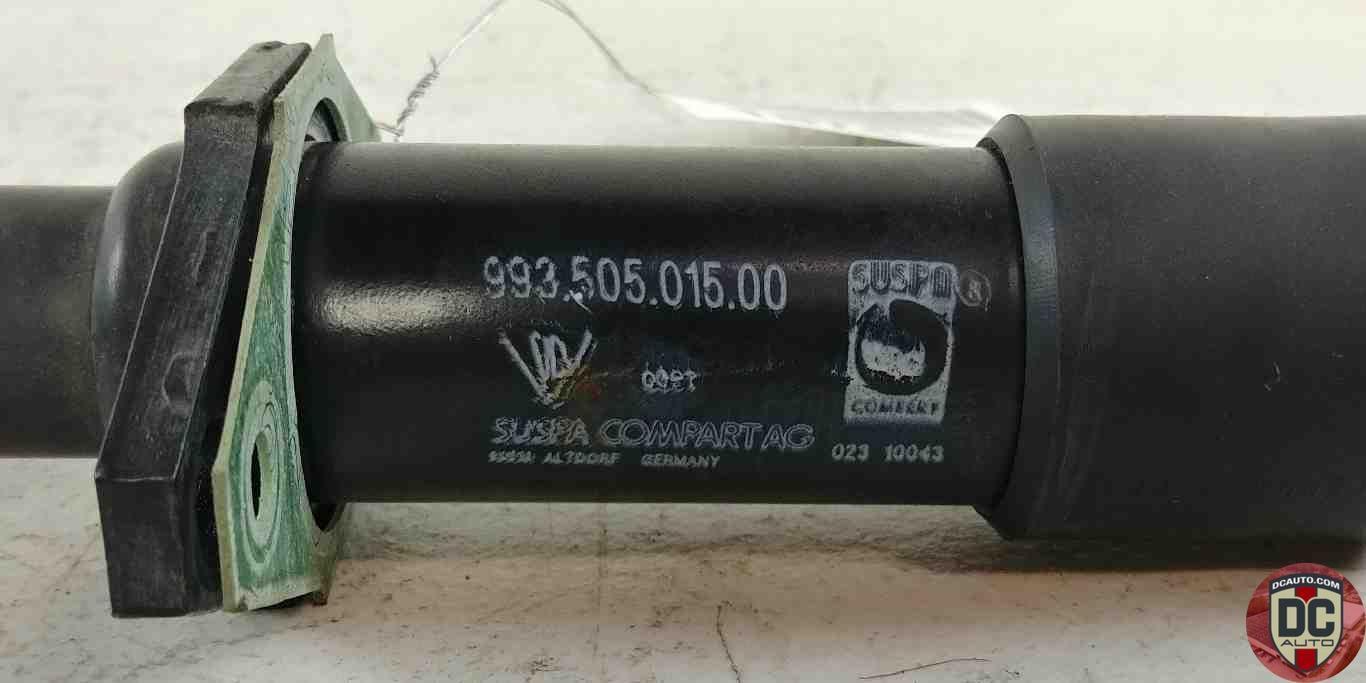 993.505.015.00
SUSPA®
COMPART
SUSPA COMPART AG
ALTDORF GERMANY
023 10043
DCAUTO.COM
DC
AUTO